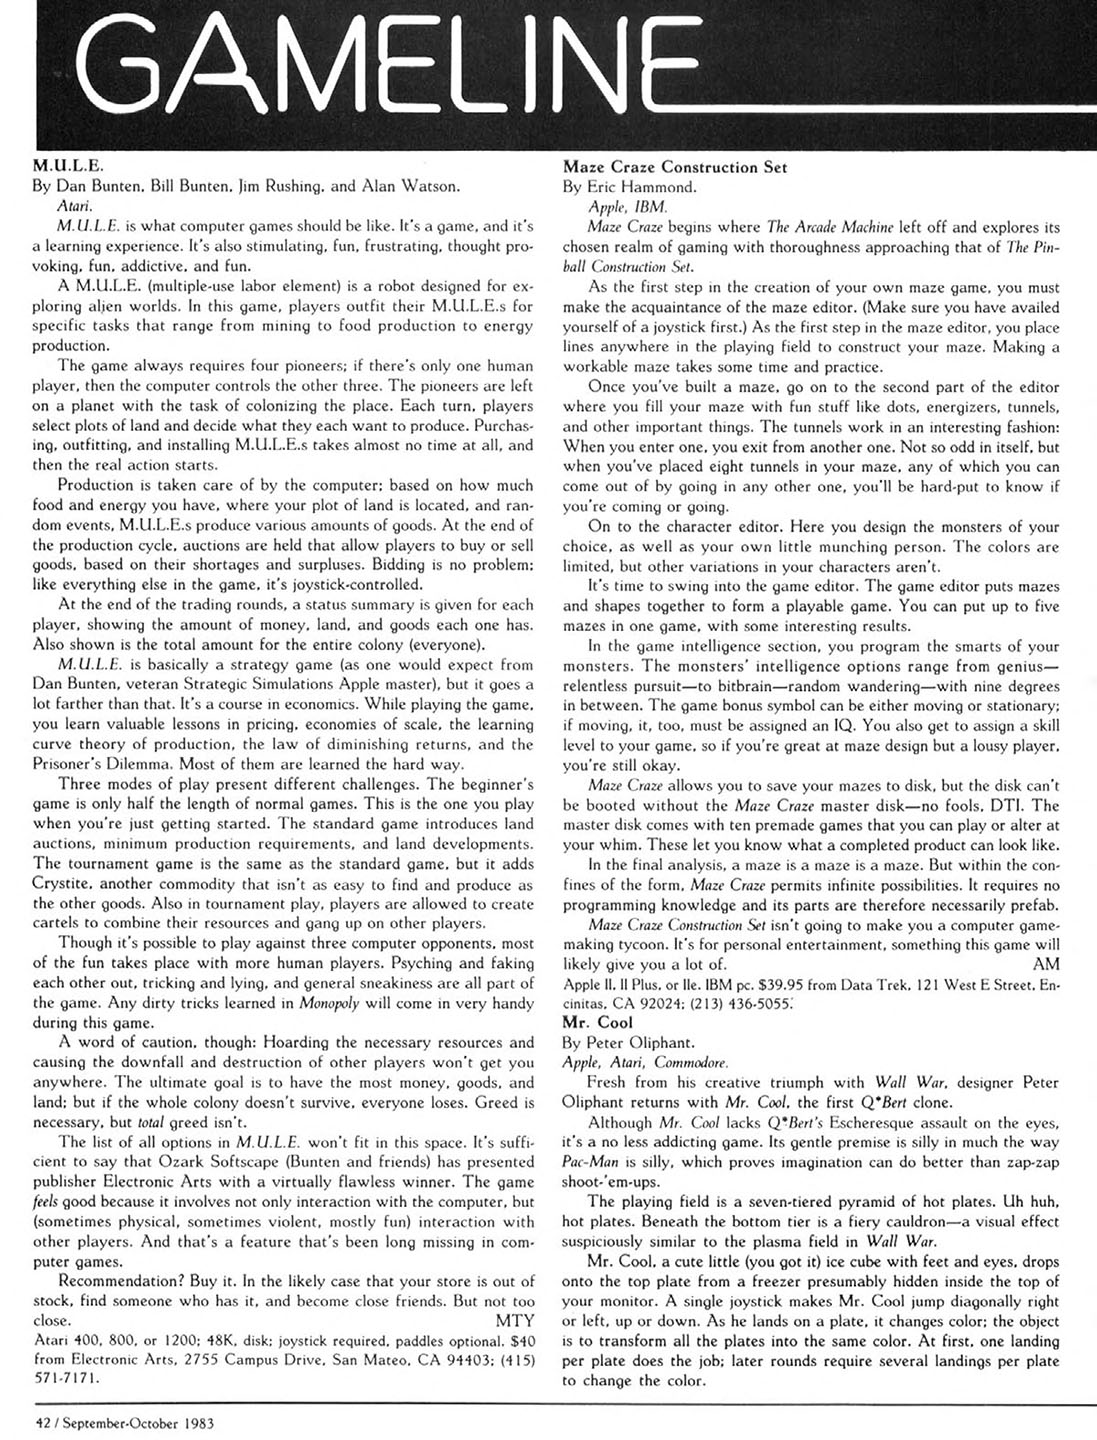 GAMELINE
M.U.L.E.
By Dan Bunten, Bill Bunten, Jim Rushing, and Alan Watson.
Atari.
M.U.L.E. is what computer games should be like. It's a game, and it's
a learning experience. It's also stimulating, fun, frustrating, thought pro-
voking, fun, addictive, and fun.
A M.U.L.E. (multiple-use labor element) is a robot designed for ex-
ploring alien worlds. In this game, players outfit their M.U.L.E.s for
specific tasks that range from mining to food production to energy
production.
The game always requires four pioneers; if there's only one human
player, then the computer controls the other three. The pioneers are left
on a planet with the task of colonizing the place. Each turn, players
select plots of land and decide what they each want to produce. Purchas-
ing, outfitting, and installing M.U.L.E.s takes almost no time at all, and
then the real action starts.
Production is taken care of by the computer; based on how much
food and energy you have, where your plot of land is located, and ran-
dom events, M.U.L.E.s produce various amounts of goods. At the end of
the production cycle, auctions are held that allow players to buy or sell
goods, based on their shortages and surpluses. Bidding is no problem;
like everything else in the game, it's joystick-controlled.
At the end of the trading rounds, a status summary is given for each
player, showing the amount of money, land, and goods each one has.
Also shown is the total amount for the entire colony (everyone).
M.U.L.E. is basically a strategy game (as one would expect from
Dan Bunten, veteran Strategic Simulations Apple master), but it goes a
lot farther than that. It's a course in economics. While playing the game,
you learn valuable lessons in pricing, economies of scale, the learning
curve theory of production, the law of diminishing returns, and the
Prisoner's Dilemma. Most of them are learned the hard way.
Three modes of play present different challenges. The beginner's
game is only half the length of normal games. This is the one you play
when you're just getting started. The standard game introduces land
auctions, minimum production requirements, and land developments.
The tournament game is the same as the standard game, but it adds
Crystite, another commodity that isn't as easy to find and produce as
the other goods. Also in tournament play, players are allowed to create
cartels to combine their resources and gang up on other players.
Though it's possible to play against three computer opponents, most
of the fun takes place with more human players. Psyching and faking
each other out, tricking and lying, and general sneakiness are all part of
the game. Any dirty tricks learned in Monopoly will come in very handy
during this game.
A word of caution, though: Hoarding the necessary resources and
causing the downfall and destruction of other players won't get you
anywhere. The ultimate goal is to have the most money, goods, and
land; but if the whole colony doesn't survive, everyone loses. Greed is
necessary, but total greed isn't.
The list of all options in M.U.L.E. won't fit in this space. It's suffi-
cient to say that Ozark Softscape (Bunten and friends) has presented
publisher Electronic Arts with a virtually flawless winner. The game
feels good because it involves not only interaction with the computer, but
(sometimes physical, sometimes violent, mostly fun) interaction with
other players. And that's a feature that's been long missing in com-
puter games.
Recommendation? Buy it. In the likely case that your store is out of
stock, find someone who has it, and become close friends. But not too
close. MTY
Atari 400, 800, or 1200; 48K, disk; joystick required, paddles optional. $40
from Electronic Arts, 2755 Campus Drive, San Mateo, CA 94403; (415)
571-7171.
Maze Craze Construction Set
By Eric Hammond.
Apple, IBM.
Maze Craze begins where The Arcade Machine left off and explores its
chosen realm of gaming with thoroughness approaching that of The Pin-
ball Construction Set.
As the first step in the creation of your own maze game, you must
make the acquaintance of the maze editor. (Make sure you have availed
yourself of a joystick first.) As the first step in the maze editor, you place
lines anywhere in the playing field to construct your maze. Making a
workable maze takes some time and practice.
Once you've built a maze, go on to the second part of the editor
where you fill your maze with fun stuff like dots, energizers, tunnels,
and other important things. The tunnels work in an interesting fashion:
When you enter one, you exit from another one. Not so odd in itself, but
when you've placed eight tunnels in your maze, any of which you can
come out of by going in any other one, you'll be hard-put to know if
you're coming or going.
On to the character editor. Here you design the monsters of your
choice, as well as your own little munching person. The colors are
limited, but other variations in your characters aren't.
It's time to swing into the game editor. The game editor puts mazes
and shapes together to form a playable game. You can put up to five
mazes in one game, with some interesting results.
In the game intelligence section, you program the smarts of your
monsters. The monsters' intelligence options range from genius—
relentless pursuit—to bitbrain—random wandering—with nine degrees
in between. The game bonus symbol can be either moving or stationary;
if moving, it, too, must be assigned an IQ. You also get to assign a skill
level to your game, so if you're great at maze design but a lousy player,
you're still okay.
Maze Craze allows you to save your mazes to disk, but the disk can't
be booted without the Maze Craze master disk—no fools, DTI. The
master disk comes with ten premade games that you can play or alter at
your whim. These let you know what a completed product can look like.
In the final analysis, a maze is a maze is a maze. But within the con-
fines of the form, Maze Craze permits infinite possibilities. It requires no
programming knowledge and its parts are therefore necessarily prefab.
Maze Craze Construction Set isn't going to make you a computer game-
making tycoon. It's for personal entertainment, something this game will
likely give you a lot of. AM
Apple II, II Plus, or IIe, IBM pc. $39.95 from Data Trek, 121 West E Street, En-
cinitas, CA 92024; (213) 436-5055.
Mr. Cool
By Peter Oliphant.
Apple, Atari, Commodore.
Fresh from his creative triumph with Wall War, designer Peter
Oliphant returns with Mr. Cool, the first Q*Bert clone.
Although Mr. Cool lacks Q*Bert's Escheresque assault on the eyes,
it's a no less addicting game. Its gentle premise is silly in much the way
Pac-Man is silly, which proves imagination can do better than zap-zap
shoot-'em-ups.
The playing field is a seven-tiered pyramid of hot plates. Uh huh,
hot plates. Beneath the bottom tier is a fiery cauldron—a visual effect
suspiciously similar to the plasma field in Wall War.
Mr. Cool, a cute little (you got it) ice cube with feet and eyes, drops
onto the top plate from a freezer presumably hidden inside the top of
your monitor. A single joystick makes Mr. Cool jump diagonally right
or left, up or down. As he lands on a plate, it changes color; the object
is to transform all the plates into the same color. At first, one landing
per plate does the job; later rounds require several landings per plate
to change the color.
42 / September-October 1983